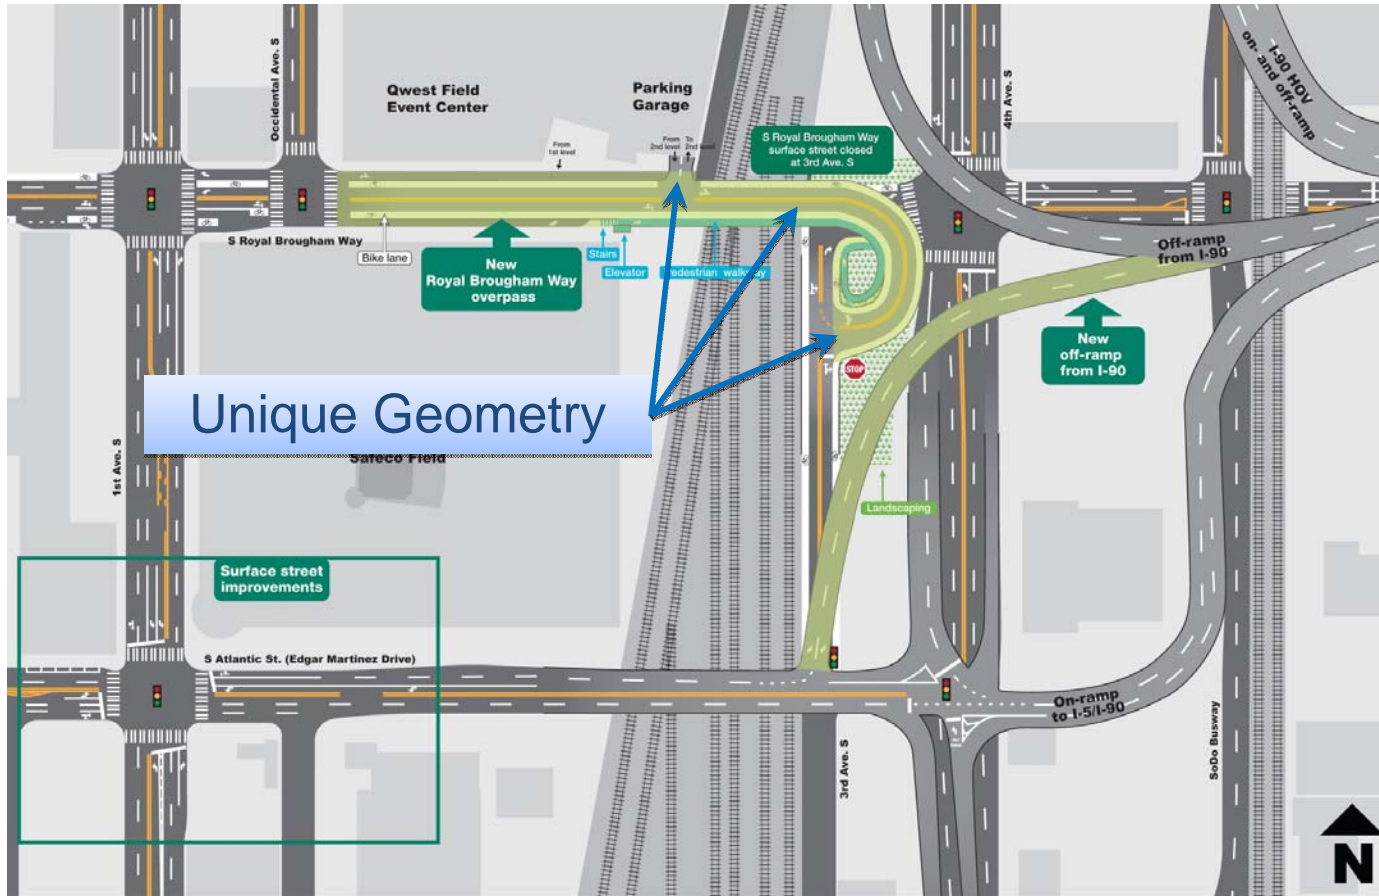 Occidental Ave. S
Qwest Field
Event Center
Parking
Garage
4th Ave. S
I-90 HOV
on- and off-ramp
From
1st level
From
2nd level
To
2nd level
S Royal Brougham Way
surface street closed
at 3rd Ave. S
S Royal Brougham Way
Bike lane
New
Royal Brougham Way
overpass
Stairs
Elevator
Pedestrian walkway
Off-ramp
from I-90
New
off-ramp
from I-90
STOP
Unique Geometry
Safeco Field
1st Ave. S
Landscaping
Surface street
improvements
S Atlantic St. (Edgar Martinez Drive)
On-ramp
to I-5/I-90
3rd Ave. S
SoDo Busway
N